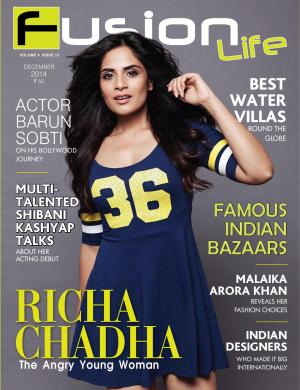 Fusion
Life
VOLUME 4 ISSUE 12
DECEMBER
2014
₹ 50
ACTOR
BARUN
SOBTI
ON HIS BOLLYWOOD
JOURNEY
BEST
WATER
VILLAS
ROUND THE
GLOBE
MULTI-
TALENTED
SHIBANI
KASHYAP
TALKS
ABOUT HER
ACTING DEBUT
36
FAMOUS
INDIAN
BAZAARS
MALAIKA
ARORA KHAN
REVEALS HER
FASHION CHOICES
RICHA
CHADHA
The Angry Young Woman
INDIAN
DESIGNERS
WHO MADE IT BIG
INTERNATIONALLY